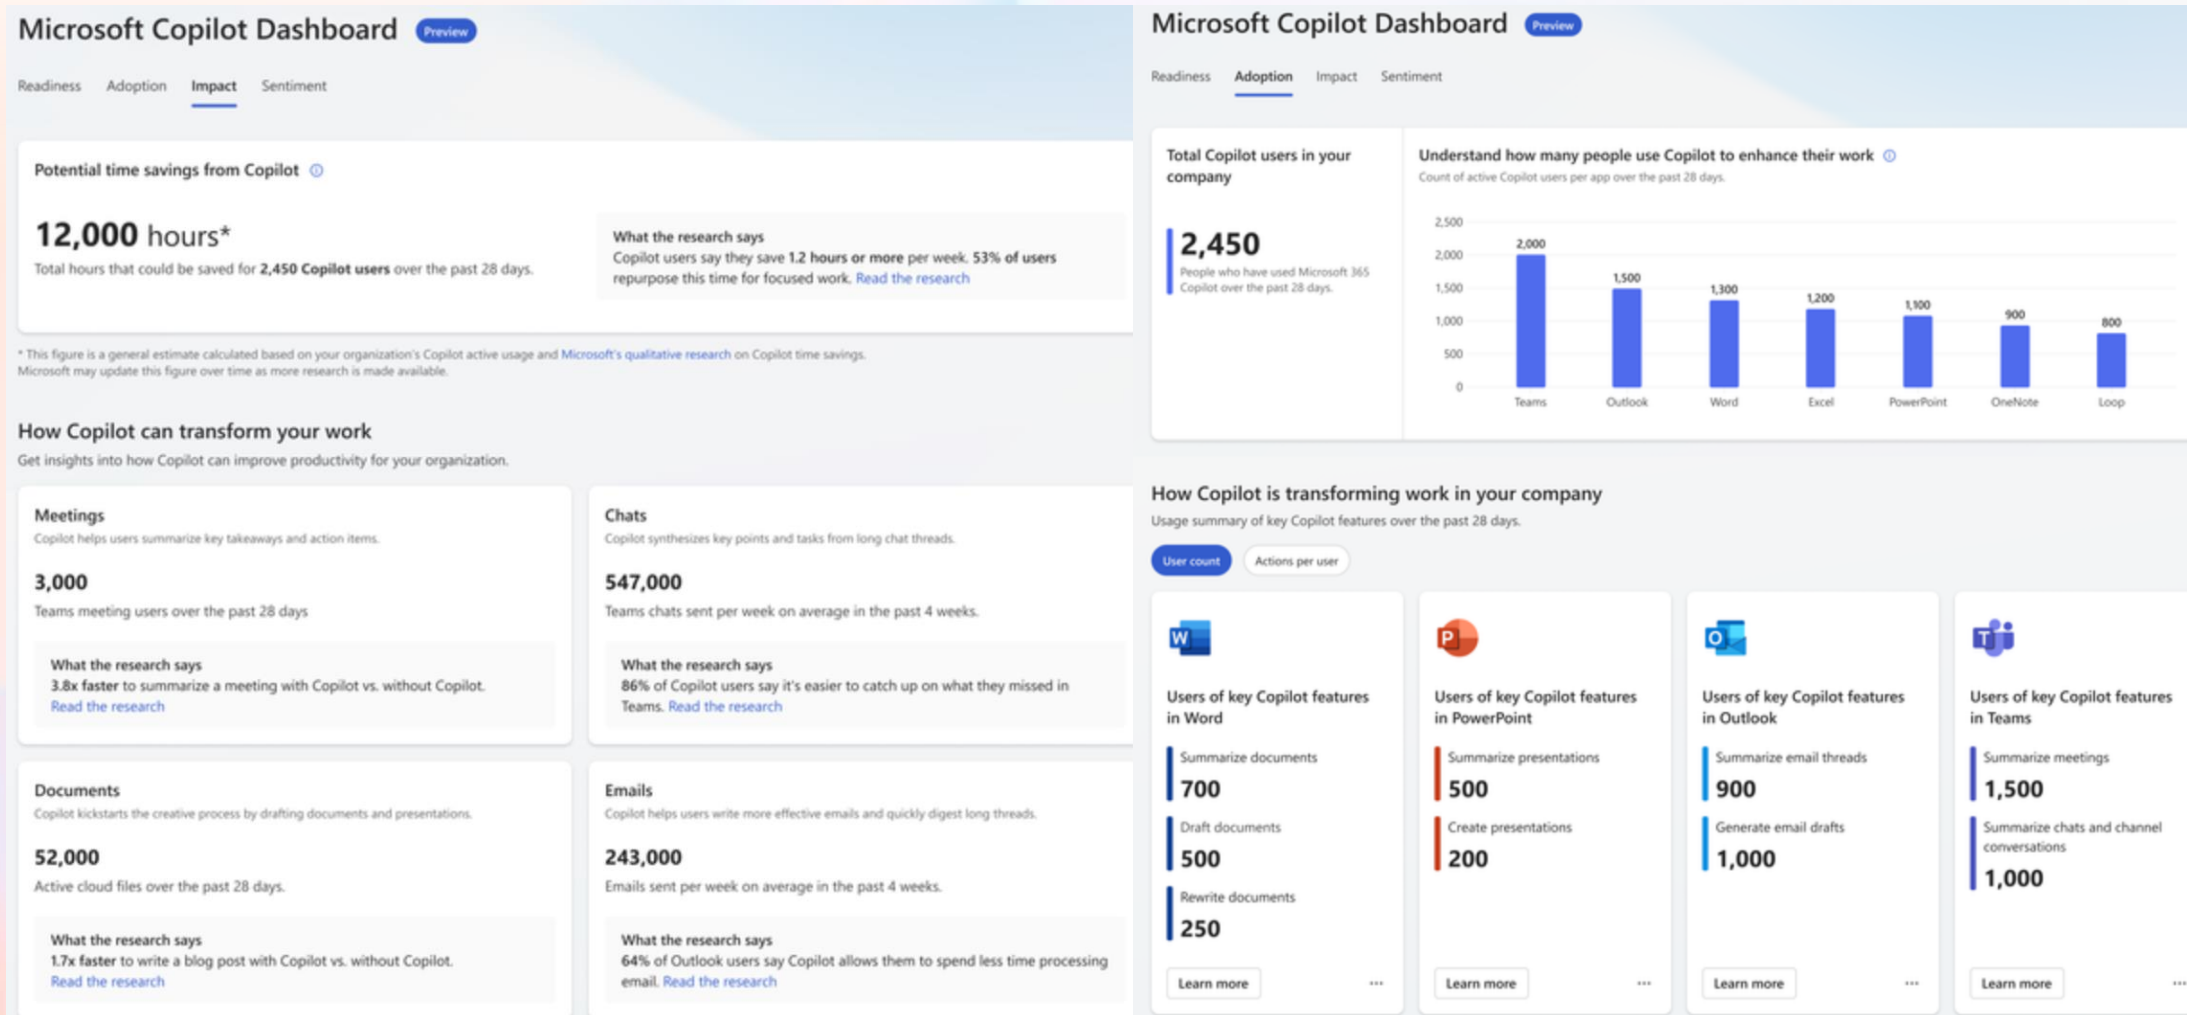 Microsoft Copilot Dashboard Preview
Readiness Adoption Impact Sentiment
Potential time savings from Copilot
12,000 hours*
Total hours that could be saved for 2,450 Copilot users over the past 28 days.
What the research says
Copilot users say they save 1.2 hours or more per week. 53% of users
repurpose this time for focused work. Read the research
* This figure is a general estimate calculated based on your organization's Copilot active usage and Microsoft's qualitative research on Copilot time savings.
Microsoft may update this figure over time as more research is made available.
How Copilot can transform your work
Get insights into how Copilot can improve productivity for your organization.
Meetings
Copilot helps users summarize key takeaways and action items.
3,000
Teams meeting users over the past 28 days
What the research says
3.8x faster to summarize a meeting with Copilot vs. without Copilot.
Read the research
Chats
Copilot synthesizes key points and tasks from long chat threads.
547,000
Teams chats sent per week on average in the past 4 weeks.
What the research says
86% of Copilot users say it's easier to catch up on what they missed in
Teams. Read the research
Documents
Copilot kickstarts the creative process by drafting documents and presentations.
52,000
Active cloud files over the past 28 days.
What the research says
1.7x faster to write a blog post with Copilot vs. without Copilot.
Read the research
Emails
Copilot helps users write more effective emails and quickly digest long threads.
243,000
Emails sent per week on average in the past 4 weeks.
What the research says
64% of Outlook users say Copilot allows them to spend less time processing
email. Read the research
Microsoft Copilot Dashboard Preview
Readiness Adoption Impact Sentiment
Total Copilot users in your
company
2,450
People who have used Microsoft 365
Copilot over the past 28 days.
Understand how many people use Copilot to enhance their work
Count of active Copilot users per app over the past 28 days.
2,500
2,000
1,500
1,000
500
0
2,000 1,500 1,300 1,200 1,100 900 800
Teams Outlook Word Excel PowerPoint OneNote Loop
How Copilot is transforming work in your company
Usage summary of key Copilot features over the past 28 days.
User count Actions per user
W
Users of key Copilot features
in Word
Summarize documents
700
Draft documents
500
Rewrite documents
250
Learn more
P
Users of key Copilot features
in PowerPoint
Summarize presentations
500
Create presentations
200
Learn more
O
Users of key Copilot features
in Outlook
Summarize email threads
900
Generate email drafts
1,000
Learn more
T
Users of key Copilot features
in Teams
Summarize meetings
1,500
Summarize chats and channel
conversations
1,000
Learn more